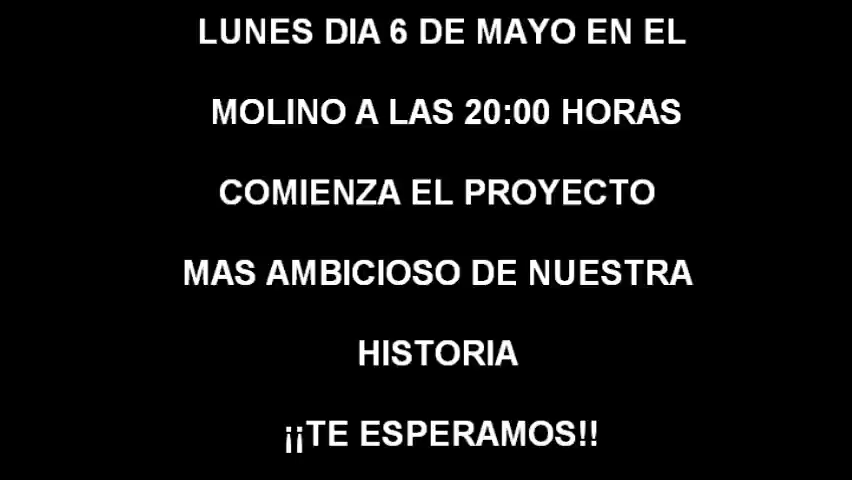 LUNES DIA 6 DE MAYO EN EL
MOLINO A LAS 20:00 HORAS
COMIENZA EL PROYECTO
MAS AMBICIOSO DE NUESTRA
HISTORIA
¡¡TE ESPERAMOS!!